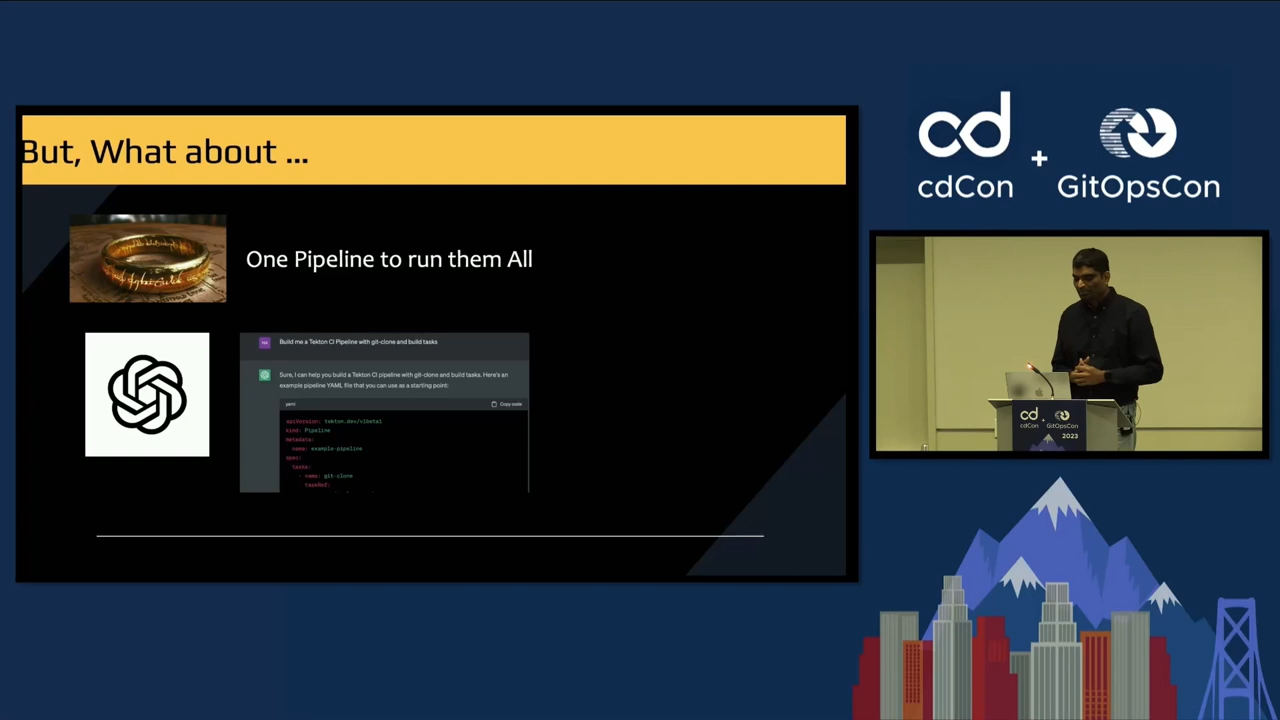 But, What about ...
One Pipeline to run them All
Build me a Tekton CI Pipeline with git-clone and build tasks
Sure, I can help you build a Tekton CI pipeline with git-clone and build tasks. Here's an
example pipeline YAML file that you can use as a starting point:
yaml
Copy code
apiVersion: tekton.dev/v1beta1
kind: Pipeline
metadata:
name: example-pipeline
spec:
tasks:
- name: git-clone
taskRef:
cd
+
cdCon
GitOpsCon
cd
+
cdCon
GitOpsCon
2023